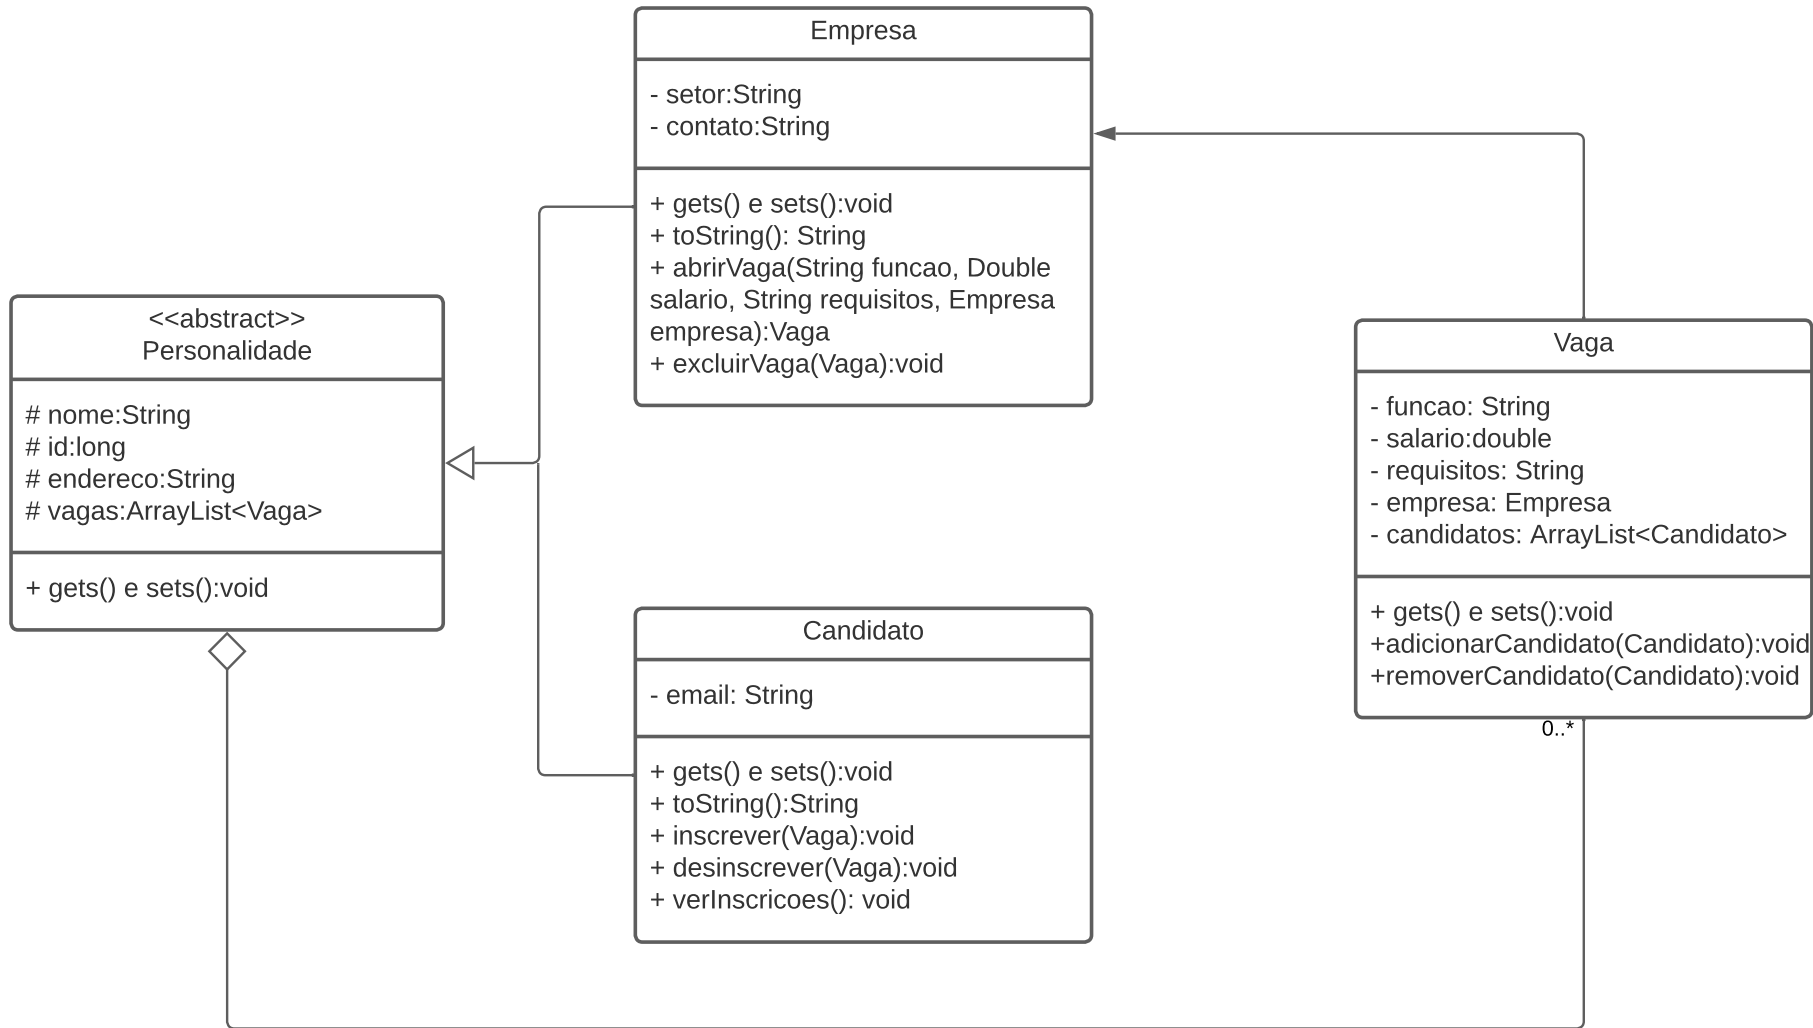 Empresa
- setor:String
- contato:String
+ gets() e sets():void
+ toString(): String
+ abrirVaga(String funcao, Double
salario, String requisitos, Empresa
empresa):Vaga
+ excluirVaga(Vaga):void
<<abstract>>
Personalidade
# nome:String
# id:long
# endereco:String
# vagas:ArrayList<Vaga>
+ gets() e sets():void
Candidato
- email: String
+ gets() e sets():void
+ toString():String
+ inscrever(Vaga):void
+ desinscrever(Vaga):void
+ verInscricoes(): void
Vaga
- funcao: String
- salario:double
- requisitos: String
- empresa: Empresa
- candidatos: ArrayList<Candidato>
+ gets() e sets():void
+adicionarCandidato(Candidato):void
+removerCandidato(Candidato):void
0..*